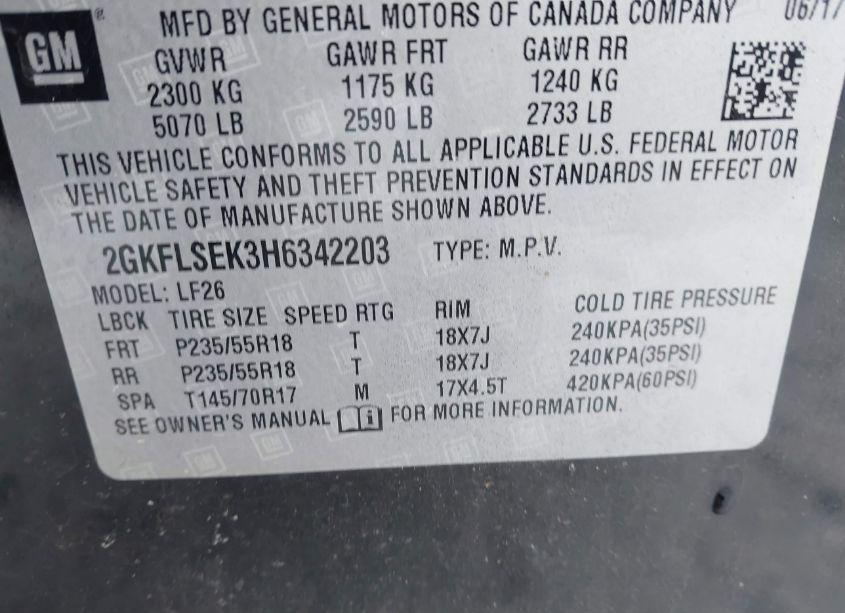 GM® MFD BY GENERAL MOTORS OF CANADA COMPANY 06/17
GVWR GAWR FRT GAWR RR
2300 KG 1175 KG 1240 KG
5070 LB 2590 LB 2733 LB
THIS VEHICLE CONFORMS TO ALL APPLICABLE U.S. FEDERAL MOTOR
VEHICLE SAFETY AND THEFT PREVENTION STANDARDS IN EFFECT ON
THE DATE OF MANUFACTURE SHOWN ABOVE.
2GKFLSEK3H6342203 TYPE: M.P.V.
MODEL: LF26
LBCK TIRE SIZE SPEED RTG RIM COLD TIRE PRESSURE
FRT P235/55R18 T 18X7J 240KPA(35PSI)
RR P235/55R18 T 18X7J 240KPA(35PSI)
SPA T145/70R17 M 17X4.5T 420KPA(60PSI)
SEE OWNER'S MANUAL FOR MORE INFORMATION.